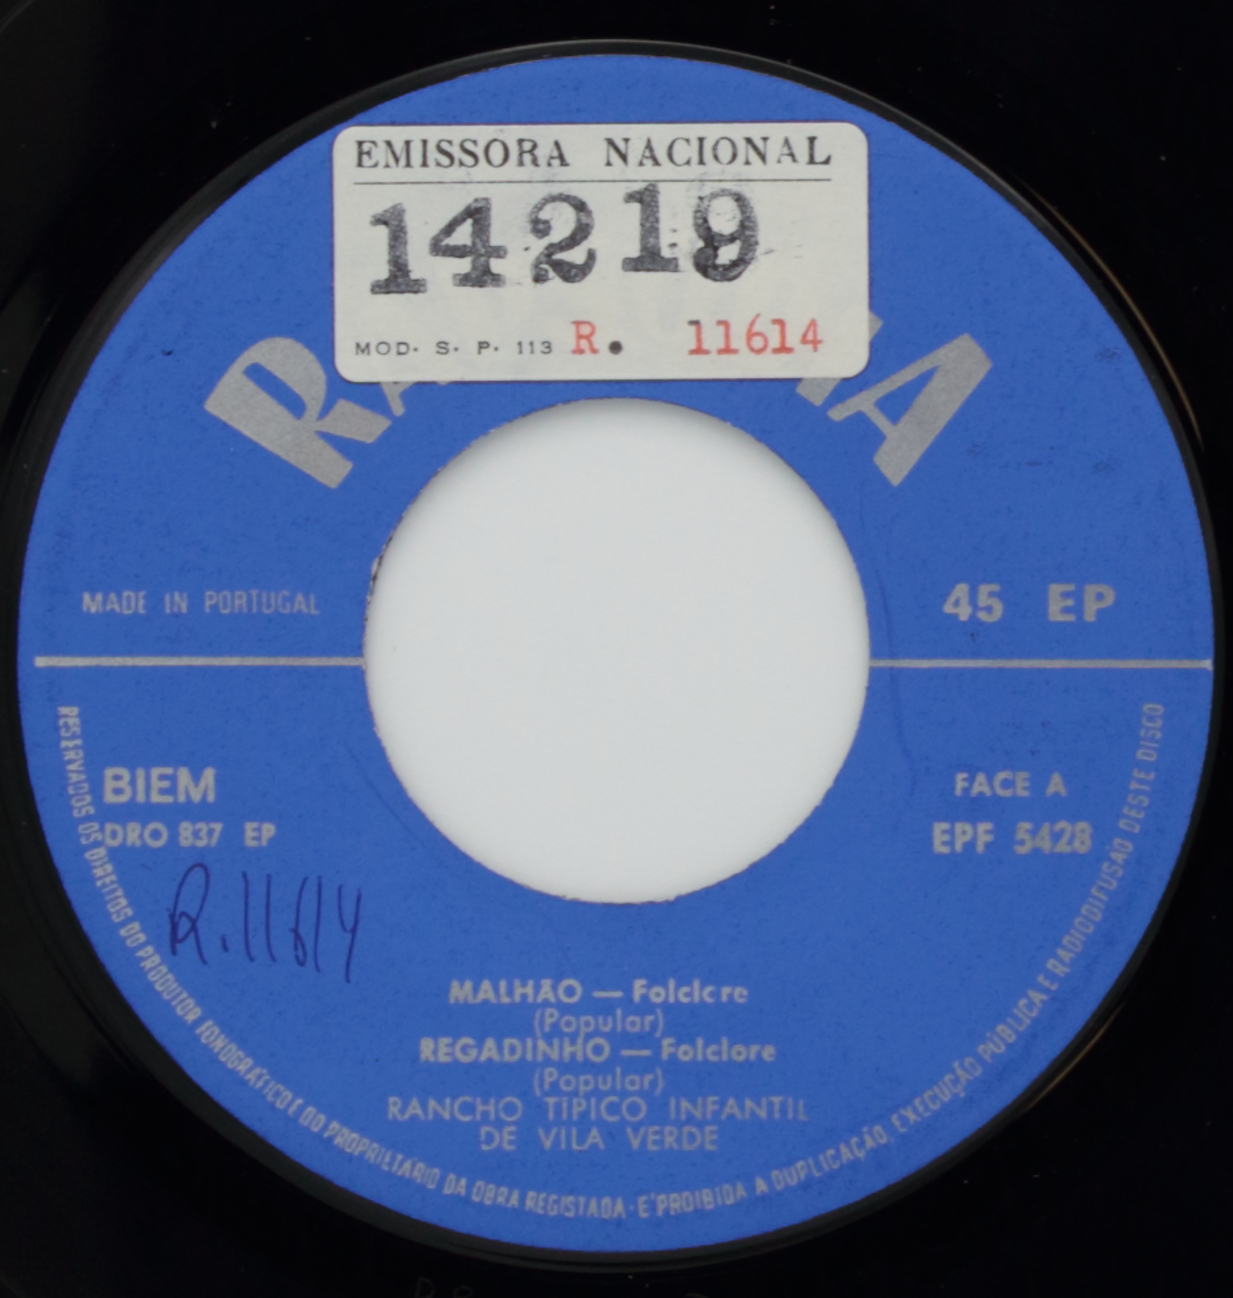 EMISSORA NACIONAL
14219
MOD. S. P. 113 R. 11614
MADE IN PORTUGAL
45 EP
BIEM
DRO 837 EP
R.11614
FACE A
EPF 5428
MALHÃO — Folclore
(Popular)
REGADINHO — Folclore
(Popular)
RANCHO TÍPICO INFANTIL
DE VILA VERDE
RESERVADOS OS DIREITOS DO PRODUTOR FONOGRÁFICO E DO PROPRILTÁRIO DA OBRA REGISTADA · E'PROIBIDA A DUPLICAÇÃO, EXECUÇÃO PÚBLICA E RADIODIFUSÃO DESTE DISCO